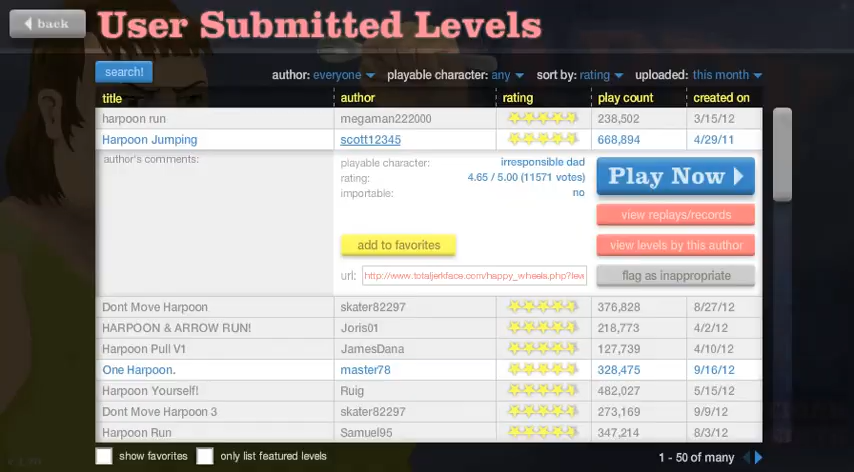 back
User Submitted Levels
search!
author: everyone playable character: any sort by: rating uploaded: this month
title author rating play count created on
harpoon run megaman222000 238,502 3/15/12
Harpoon Jumping scott12345 668,894 4/29/11
author's comments:
playable character: irresponsible dad
rating: 4.65 / 5.00 (11571 votes)
importable: no
Play Now
view replays/records
add to favorites
view levels by this author
url: http://www.totaljerkface.com/happy_wheels.php?lev
flag as inappropriate
Dont Move Harpoon skater82297 376,828 8/27/12
HARPOON & ARROW RUN! Joris01 218,773 4/2/12
Harpoon Pull V1 JamesDana 127,739 4/10/12
One Harpoon. master78 328,475 9/16/12
Harpoon Yourself! Ruig 482,027 5/15/12
Dont Move Harpoon 3 skater82297 273,169 9/9/12
Harpoon Run Samuel95 347,214 8/3/12
show favorites only list featured levels
1 - 50 of many